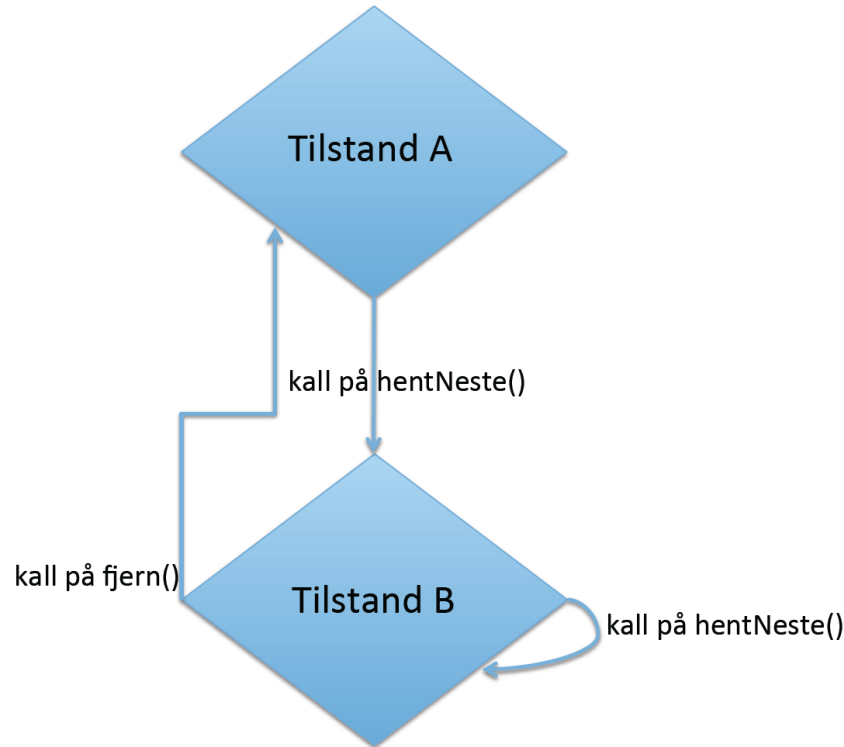 Tilstand A
kall på hentNeste()
kall på fjern()
Tilstand B
kall på hentNeste()